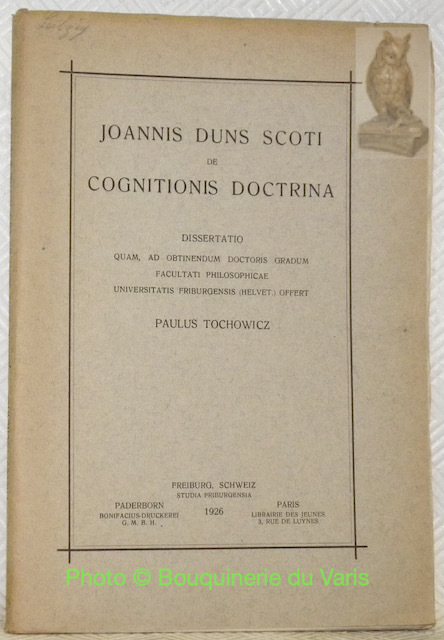 JOANNIS DUNS SCOTI
DE
COGNITIONIS DOCTRINA
DISSERTATIO
QUAM, AD OBTINENDUM DOCTORIS GRADUM
FACULTATI PHILOSOPHICAE
UNIVERSITATIS FRIBURGENSIS (HELVET.) OFFERT
PAULUS TOCHOWICZ
FREIBURG, SCHWEIZ
STUDIA FRIBURGENSIA
PADERBORN
BONIFACIUS-DRUCKEREI
G. M. B. H.
1926
PARIS
LIBRAIRIE DES JEUNES
3, RUE DE LUYNES
Photo © Bouquinerie du Varis